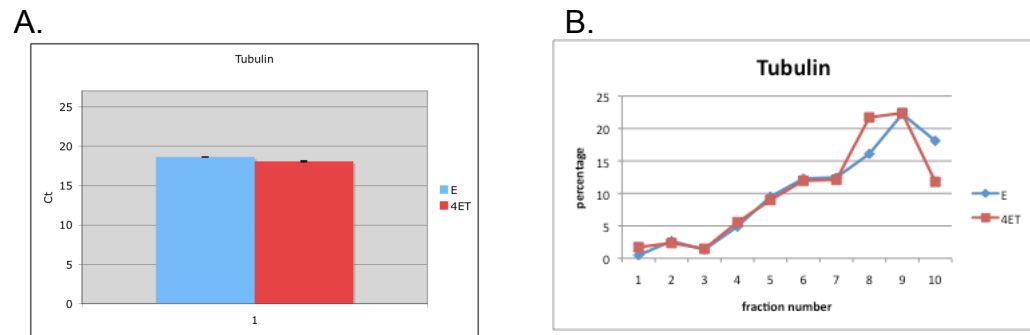 A.
Tubulin
25
20
15
10
5
0
Ct
1
E
4ET
B.
Tubulin
25
20
15
10
5
0
percentage
1 2 3 4 5 6 7 8 9 10
fraction number
E
4ET